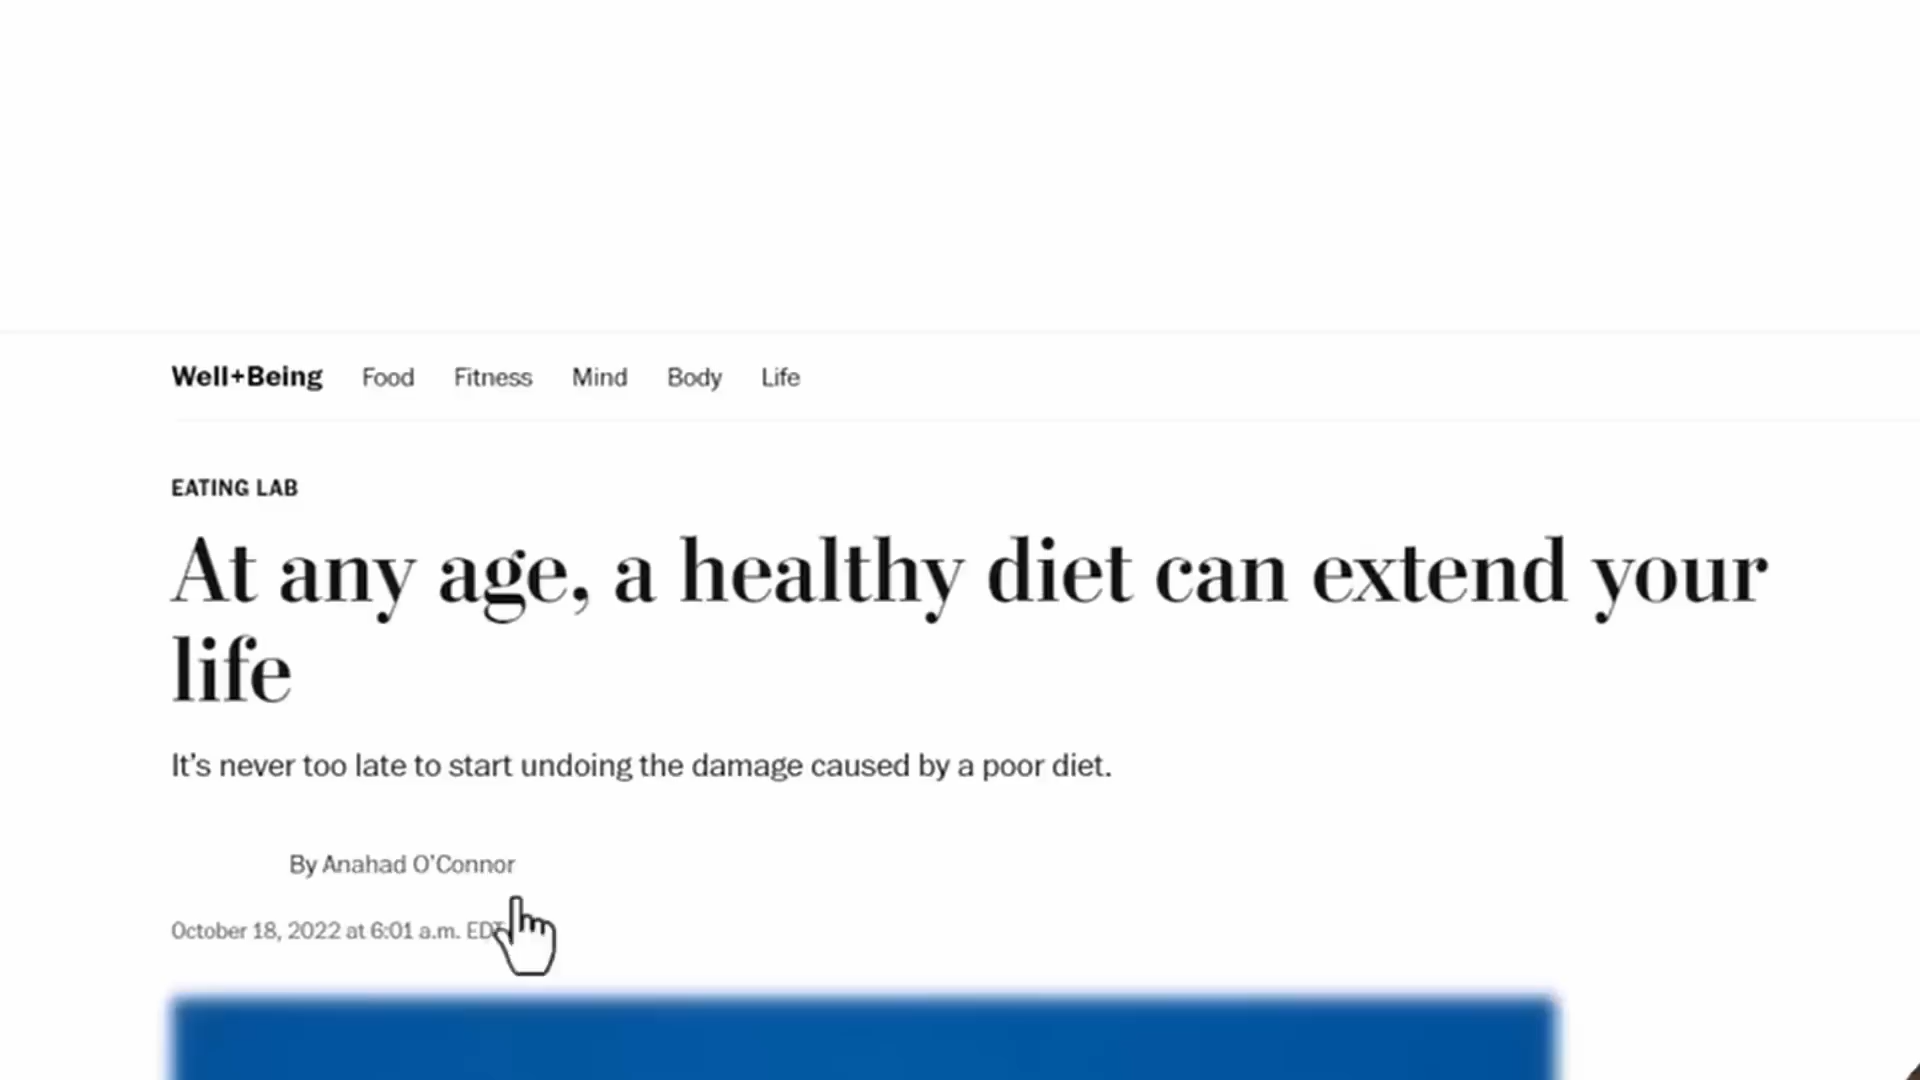 Well+Being Food Fitness Mind Body Life
EATING LAB
At any age, a healthy diet can extend your
life
It’s never too late to start undoing the damage caused by a poor diet.
By Anahad O’Connor
October 18, 2022 at 6:01 a.m. EDT